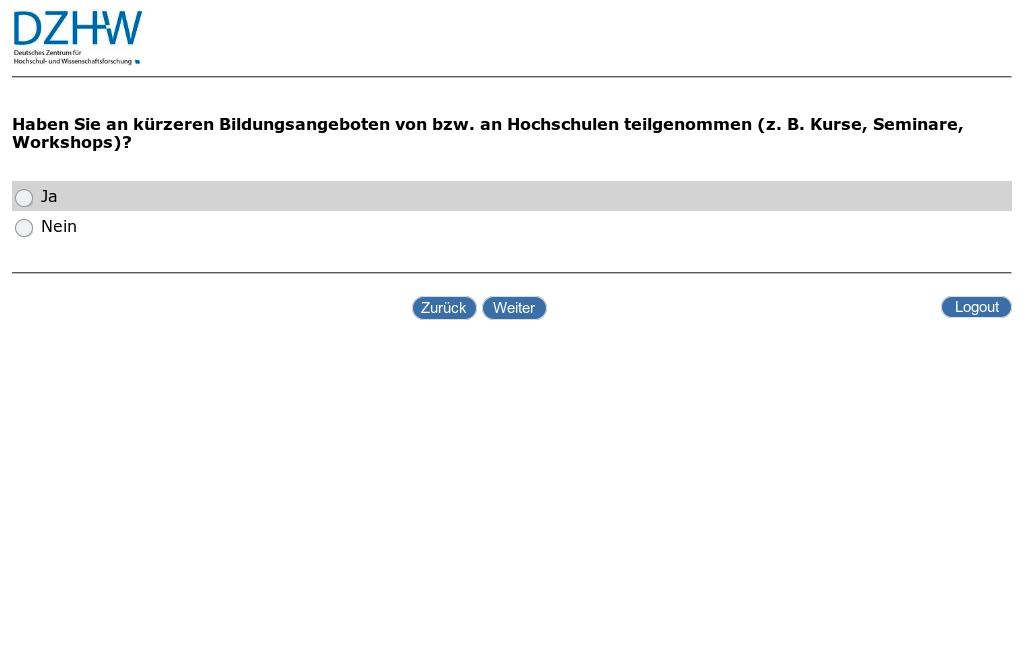 DZHW
Deutsches Zentrum für
Hochschul- und Wissenschaftsforschung
Haben Sie an kürzeren Bildungsangeboten von bzw. an Hochschulen teilgenommen (z. B. Kurse, Seminare,
Workshops)?
Ja
Nein
Zurück Weiter Logout